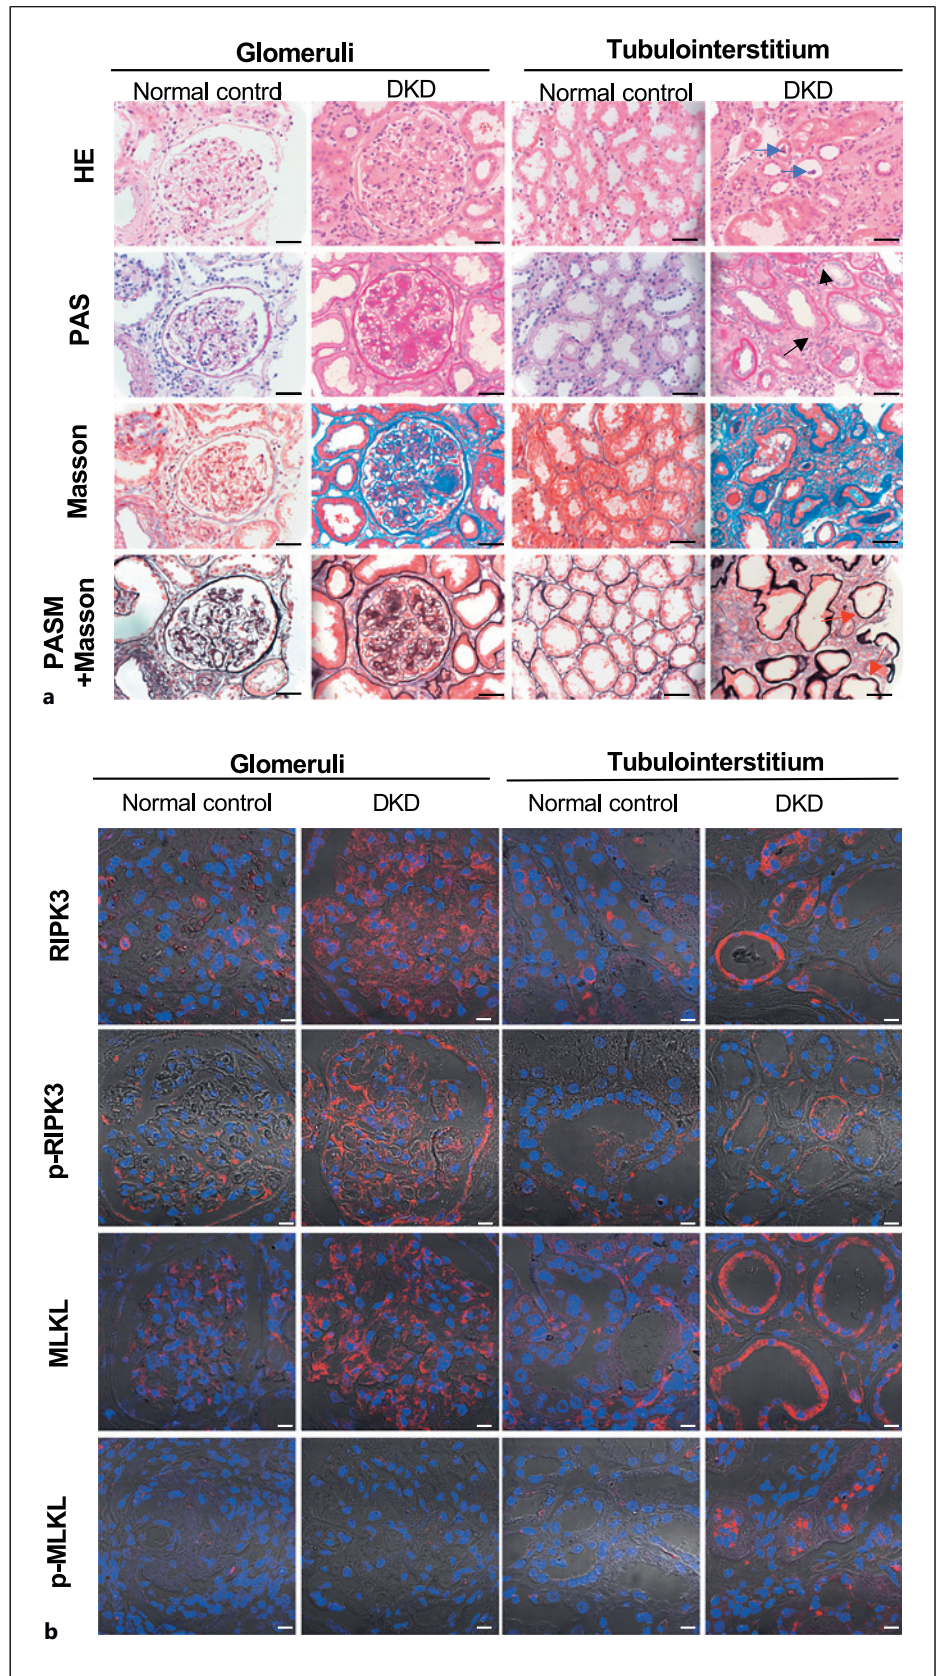 Glomeruli Tubulointerstitium
Normal contrd DKD Normal control DKD
HE
PAS
Masson
PASM
+Masson
a
Glomeruli Tubulointerstitium
Normal control DKD Normal control DKD
RIPK3
p-RIPK3
MLKL
p-MLKL
b